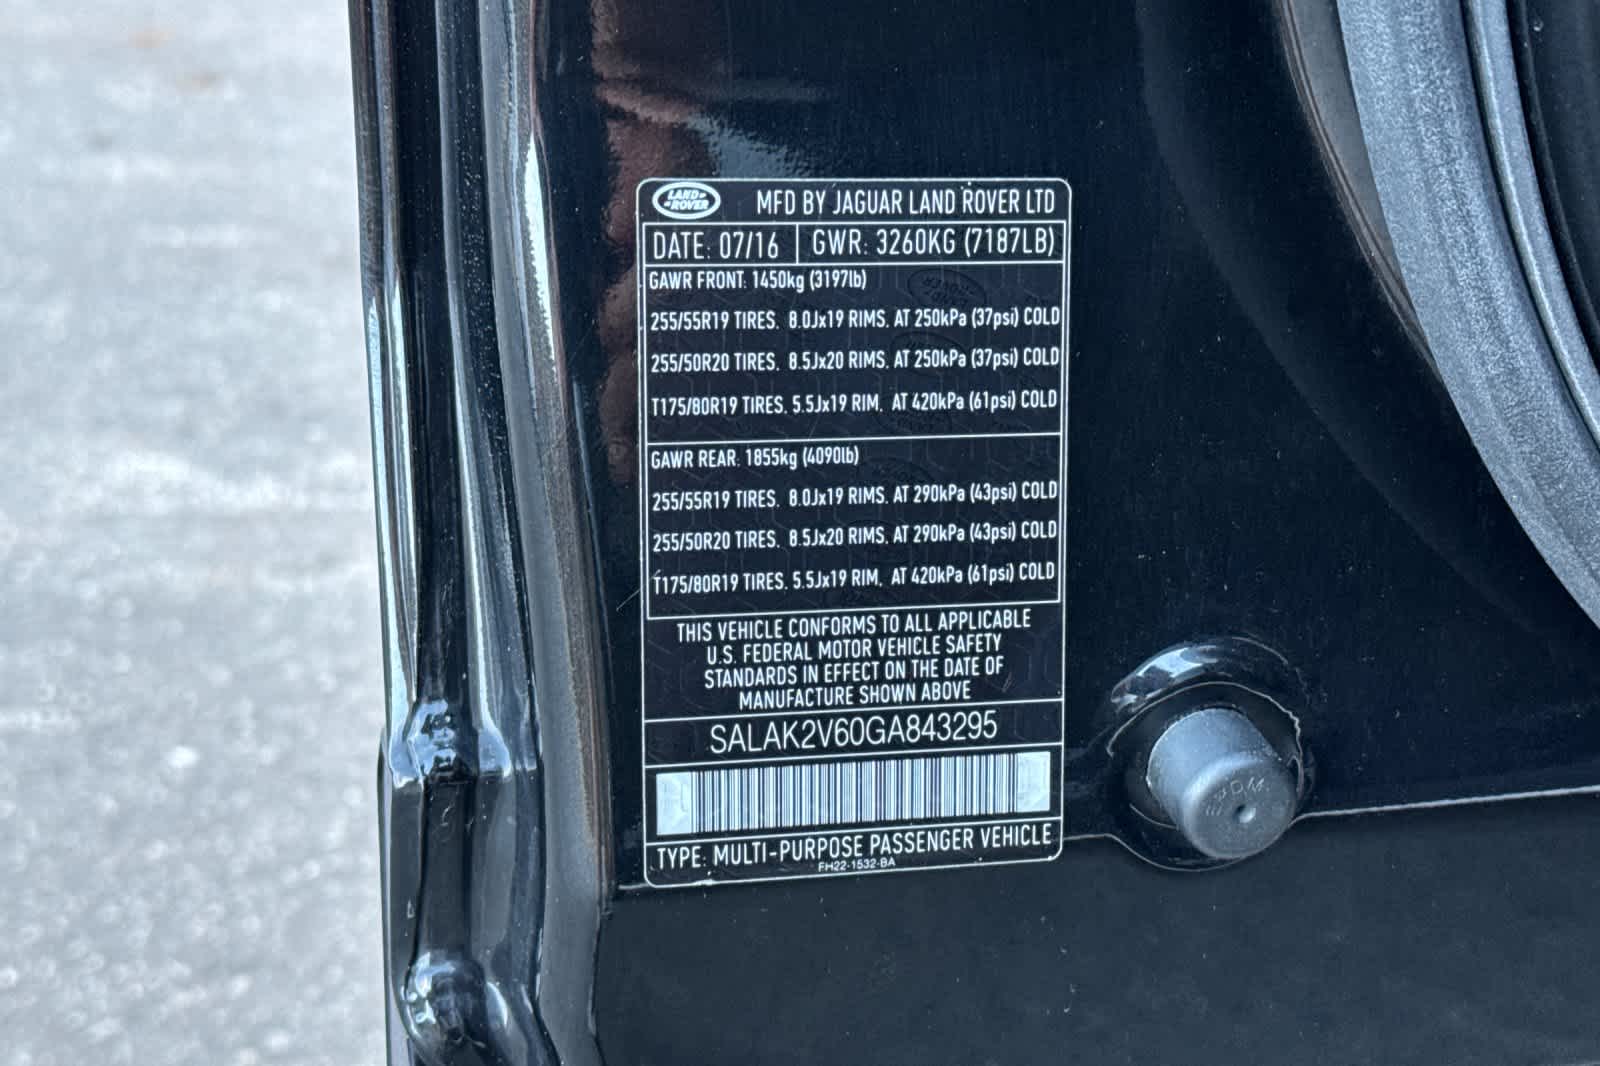 LAND ROVER
MFD BY JAGUAR LAND ROVER LTD
DATE: 07/16 GWR: 3260KG (7187LB)
GAWR FRONT: 1450kg (3197lb)
255/55R19 TIRES. 8.0Jx19 RIMS. AT 250kPa (37psi) COLD
255/50R20 TIRES. 8.5Jx20 RIMS. AT 250kPa (37psi) COLD
T175/80R19 TIRES. 5.5Jx19 RIM. AT 420kPa (61psi) COLD
GAWR REAR: 1855kg (4090lb)
255/55R19 TIRES. 8.0Jx19 RIMS. AT 290kPa (43psi) COLD
255/50R20 TIRES. 8.5Jx20 RIMS. AT 290kPa (43psi) COLD
T175/80R19 TIRES. 5.5Jx19 RIM. AT 420kPa (61psi) COLD
THIS VEHICLE CONFORMS TO ALL APPLICABLE
U.S. FEDERAL MOTOR VEHICLE SAFETY
STANDARDS IN EFFECT ON THE DATE OF
MANUFACTURE SHOWN ABOVE
SALAK2V60GA843295
TYPE: MULTI-PURPOSE PASSENGER VEHICLE
FH22-1532-BA
EPDM